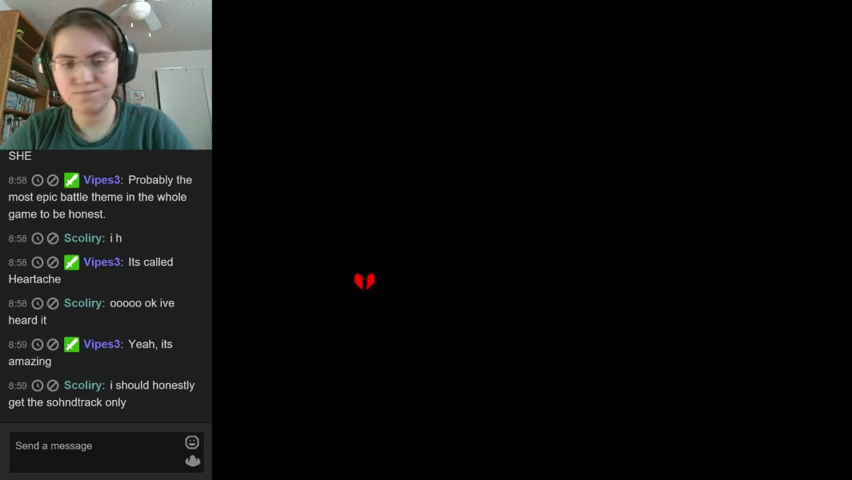 SHE
8:58 Vipes3: Probably the
most epic battle theme in the whole
game to be honest.
8:58 Scoliry: i h
8:58 Vipes3: Its called
Heartache
8:58 Scoliry: ooooo ok ive
heard it
8:59 Vipes3: Yeah, its
amazing
8:59 Scoliry: i should honestly
get the sohndtrack only
Send a message